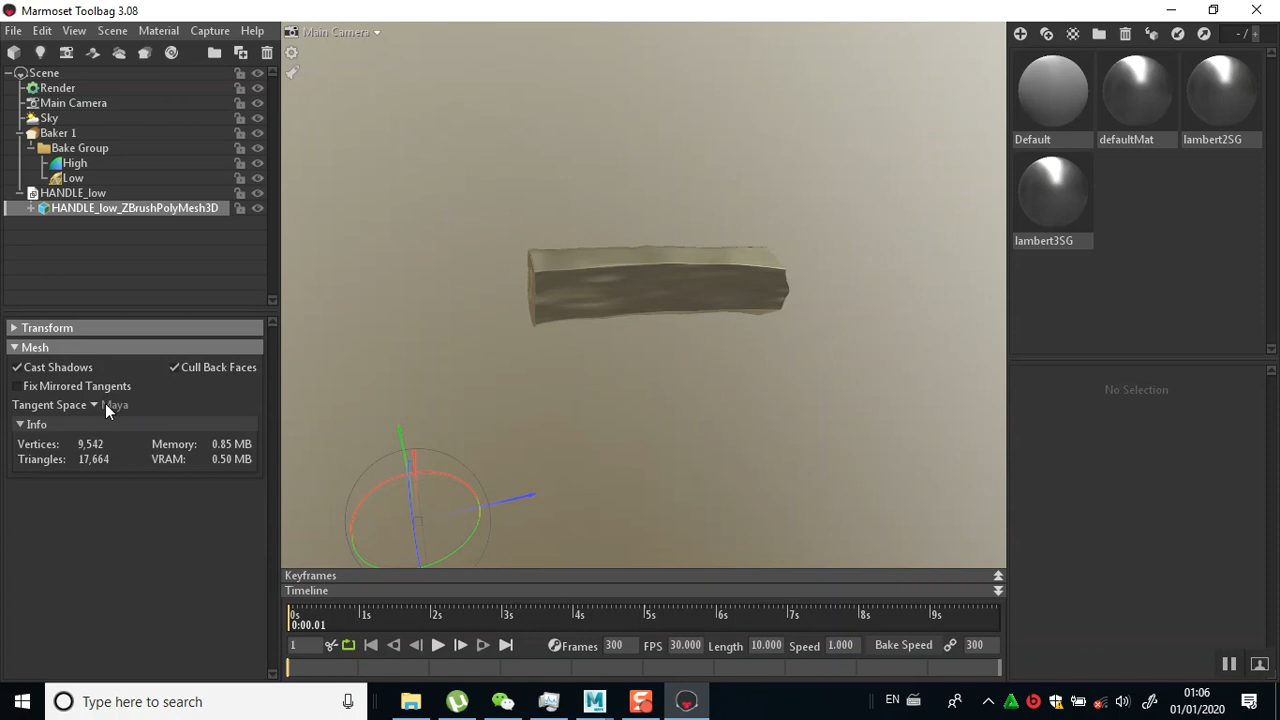 Marmoset Toolbag 3.08
File Edit View Scene Material Capture Help
Main Camera
- / +
Scene
Render
Main Camera
Sky
Baker 1
Bake Group
High
Low
HANDLE_low
HANDLE_low_ZBrushPolyMesh3D
Default defaultMat lambert2SG
lambert3SG
Transform
Mesh
Cast Shadows Cull Back Faces
Fix Mirrored Tangents
Tangent Space Maya
Info
Vertices: 9,542 Memory: 0.85 MB
Triangles: 17,664 VRAM: 0.50 MB
No Selection
Keyframes
Timeline
0s 1s 2s 3s 4s 5s 6s 7s 8s 9s
0:00.01
1 Frames 300 FPS 30.000 Length 10.000 Speed 1.000 Bake Speed 300
Type here to search
EN
01:06
01/01/2020